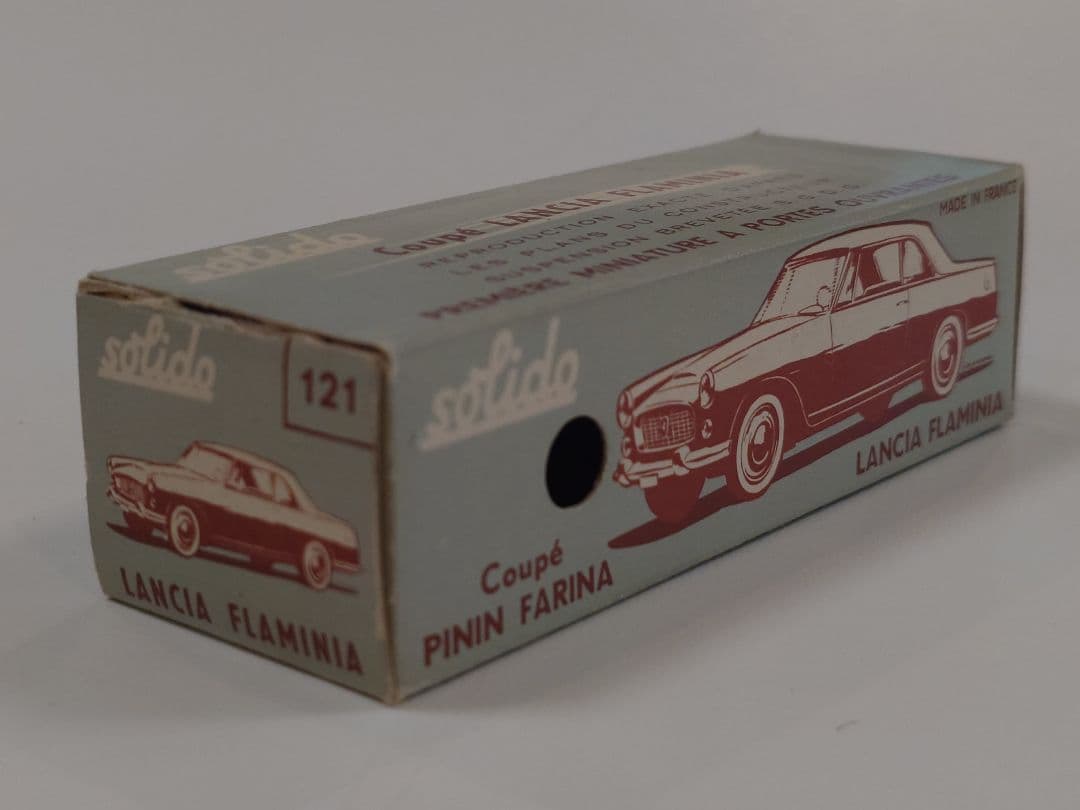 solido
Coupé LANCIA FLAMINIA
REPRODUCTION EXACTE D'APRÈS
LES PLANS DU CONSTRUCTEUR
SUSPENSION BREVETÉE S.G.D.G.
PREMIÈRE MINIATURE A PORTES OUVRANTES
solido
121
LANCIA FLAMINIA
solido
MADE IN FRANCE
LANCIA FLAMINIA
Coupé
PININ FARINA